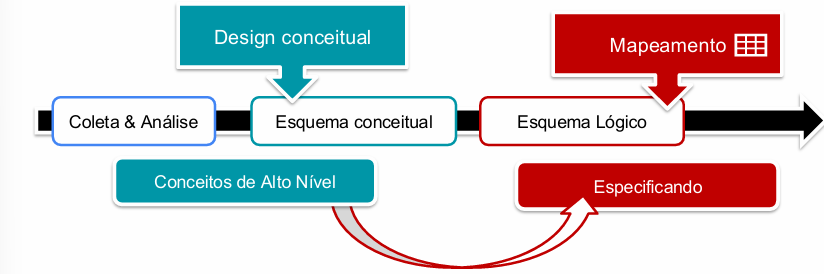 Design conceitual
Mapeamento
Coleta & Análise
Esquema conceitual
Esquema Lógico
Conceitos de Alto Nível
Especificando